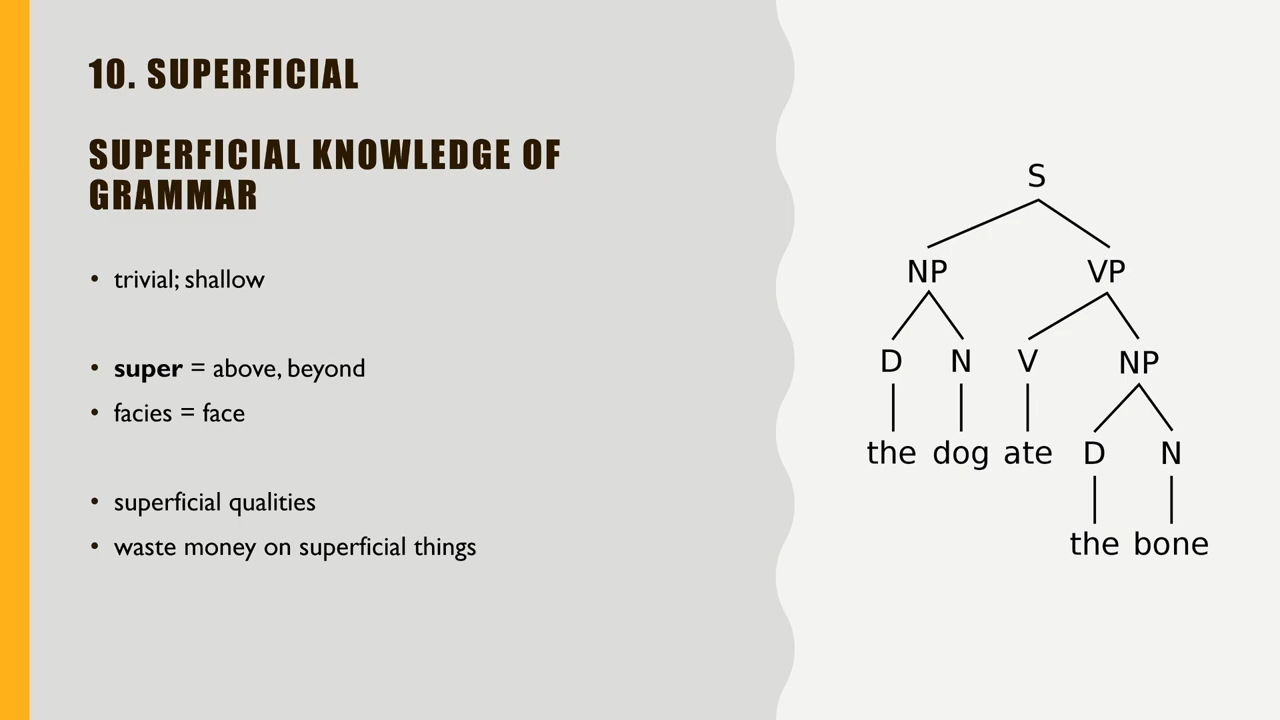 10. SUPERFICIAL
SUPERFICIAL KNOWLEDGE OF
GRAMMAR
• trivial; shallow
• super = above, beyond
• facies = face
• superficial qualities
• waste money on superficial things
S
NP VP
D N V NP
the dog ate D N
the bone